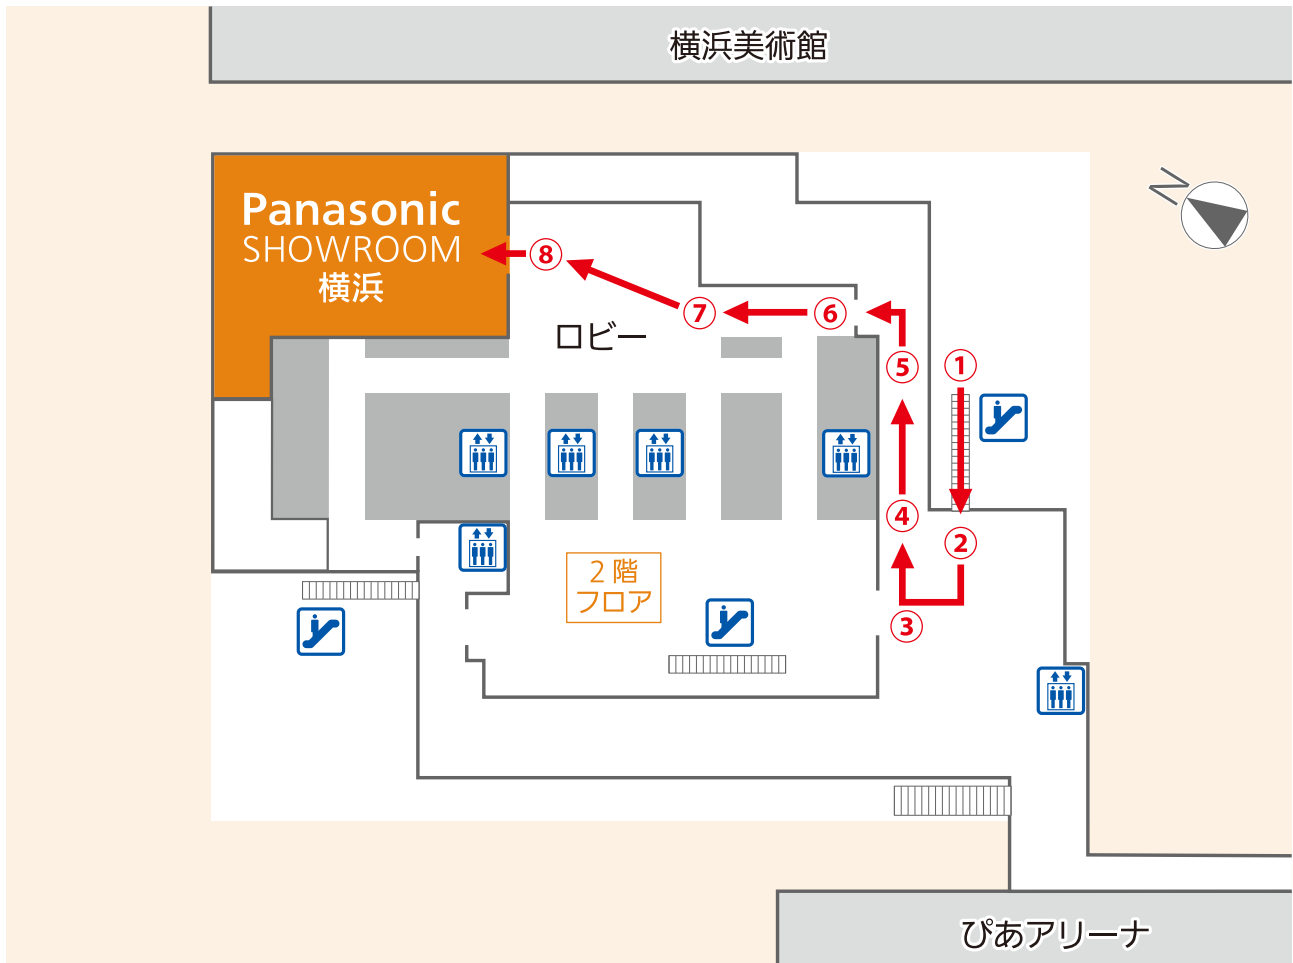 横浜美術館
N
Panasonic
SHOWROOM
横浜
⑧
⑦
⑥
ロビー
⑤
①
④
②
2階
フロア
③
ぴあアリーナ